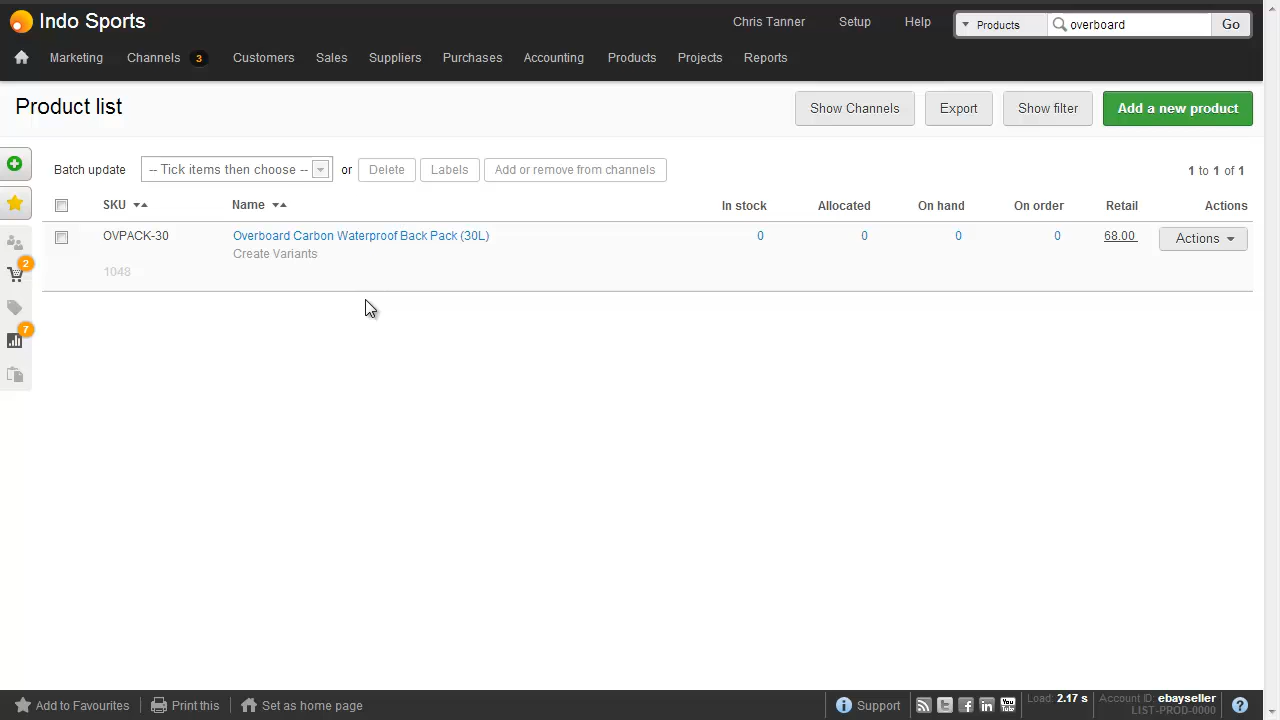 Indo Sports
Chris Tanner Setup Help Products overboard Go
Marketing Channels 3 Customers Sales Suppliers Purchases Accounting Products Projects Reports
Product list Show Channels Export Show filter Add a new product
Batch update -- Tick items then choose -- or Delete Labels Add or remove from channels 1 to 1 of 1
SKU Name In stock Allocated On hand On order Retail Actions
OVPACK-30 Overboard Carbon Waterproof Back Pack (30L) 0 0 0 0 68.00 Actions
Create Variants
1048
2
7
Add to Favourites Print this Set as home page Support You Tube Load: 2.17 s Account ID: ebayseller
LIST-PROD-0000